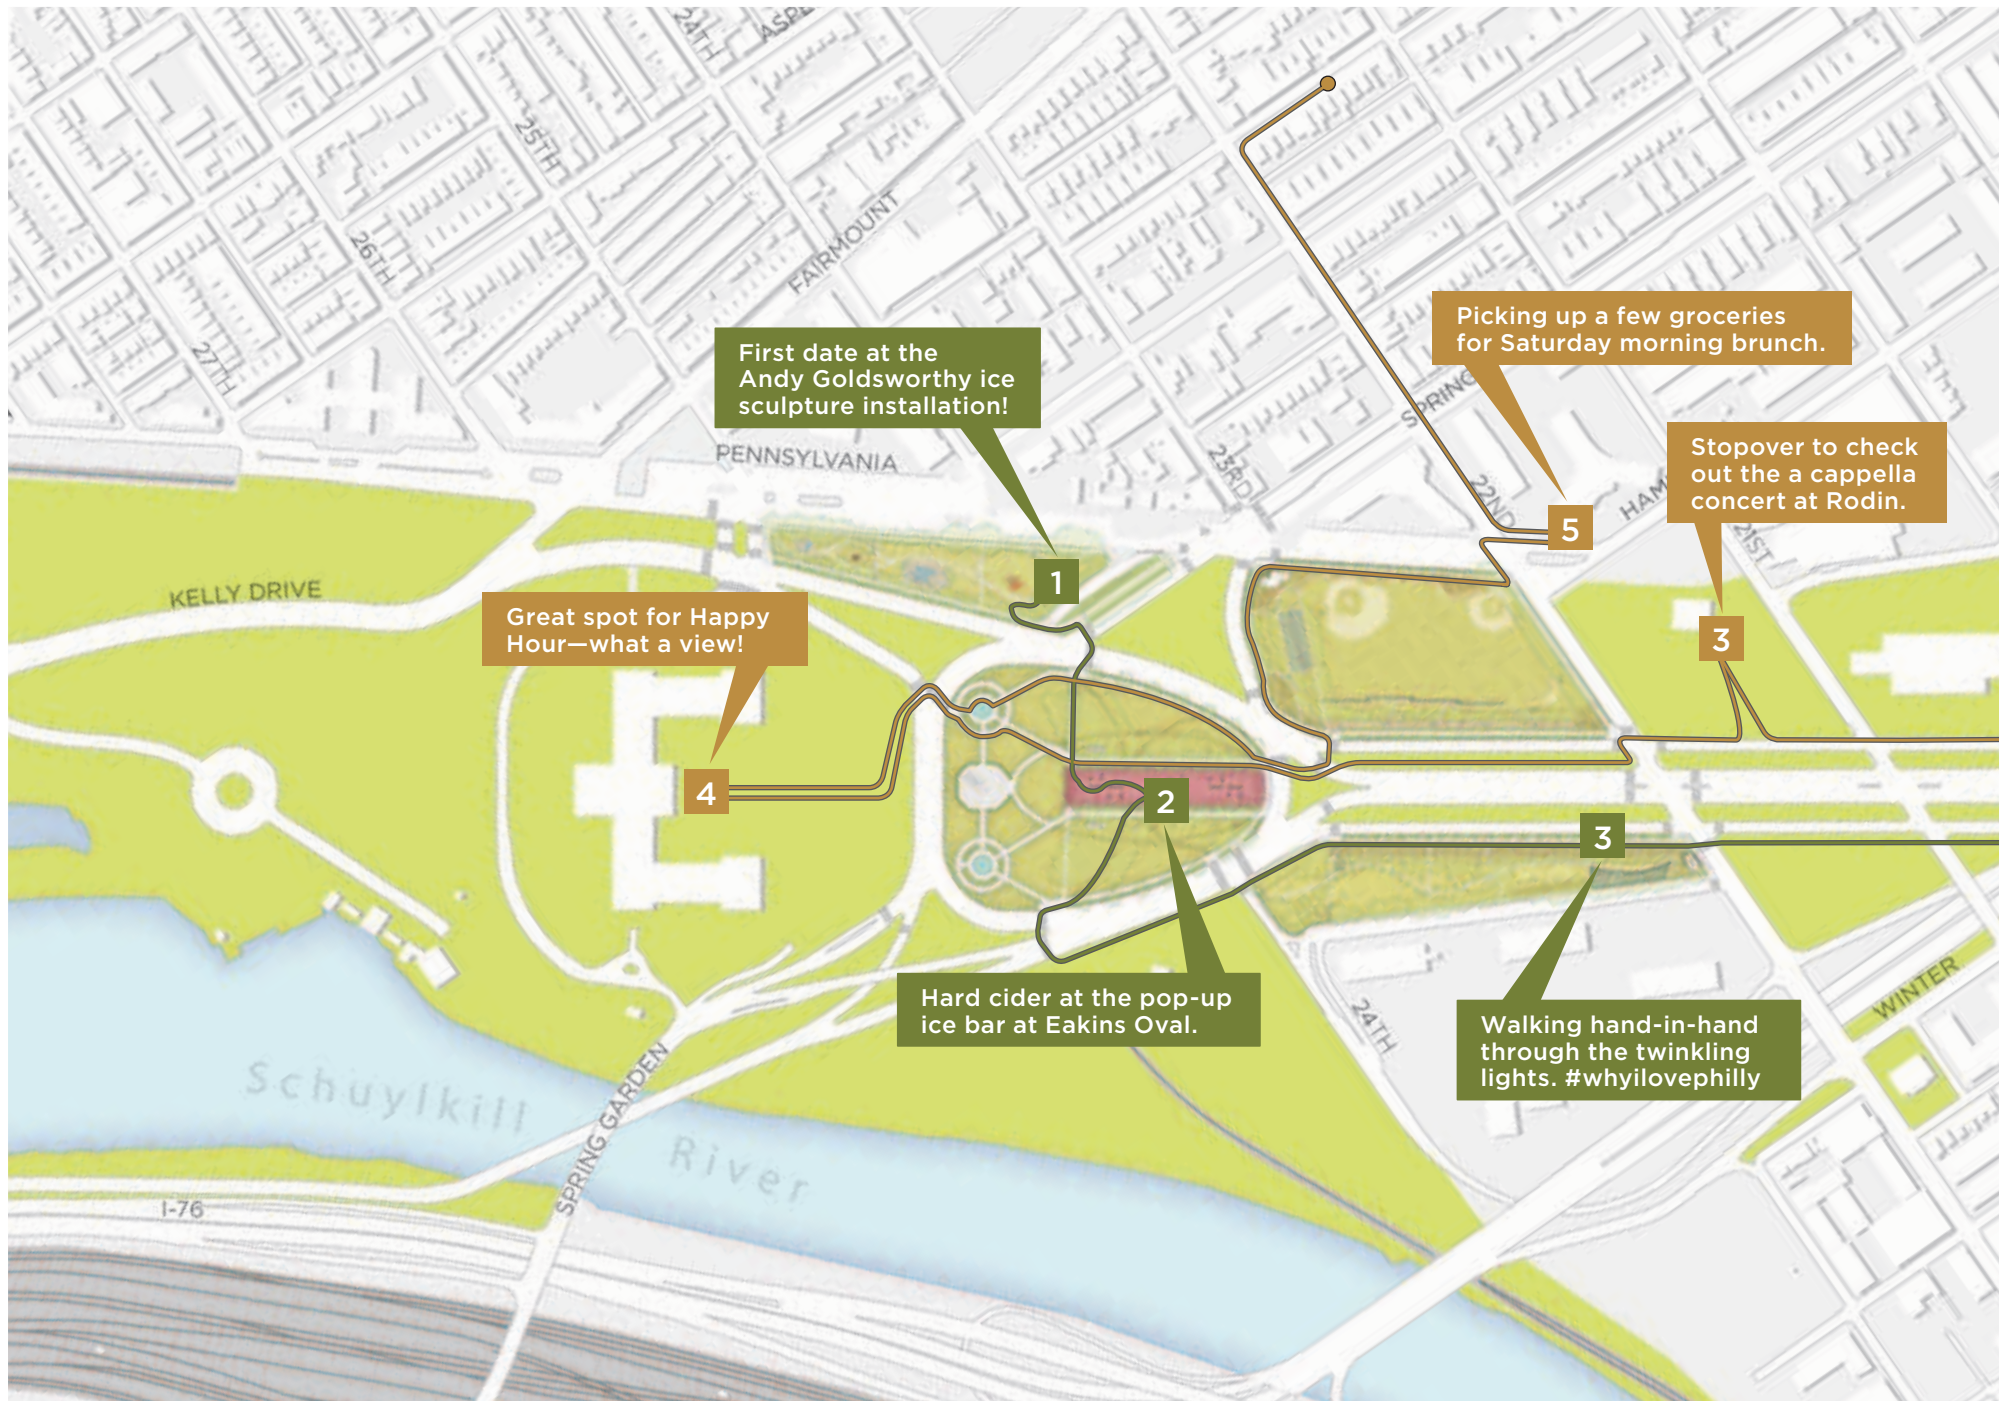 24TH
25TH
FAIRMOUNT
26TH
Picking up a few groceries
for Saturday morning brunch.
First date at the
Andy Goldsworthy ice
sculpture installation!
27TH
SPRING
PENNSYLVANIA
23RD
22ND
Stopover to check
out the a cappella
concert at Rodin.
5
21ST
KELLY DRIVE
1
Great spot for Happy
Hour—what a view!
3
4
2
3
Hard cider at the pop-up
ice bar at Eakins Oval.
WINTER
24TH
Walking hand-in-hand
through the twinkling
lights. #whyilovephilly
Schuylkill
River
SPRING GARDEN
I-76